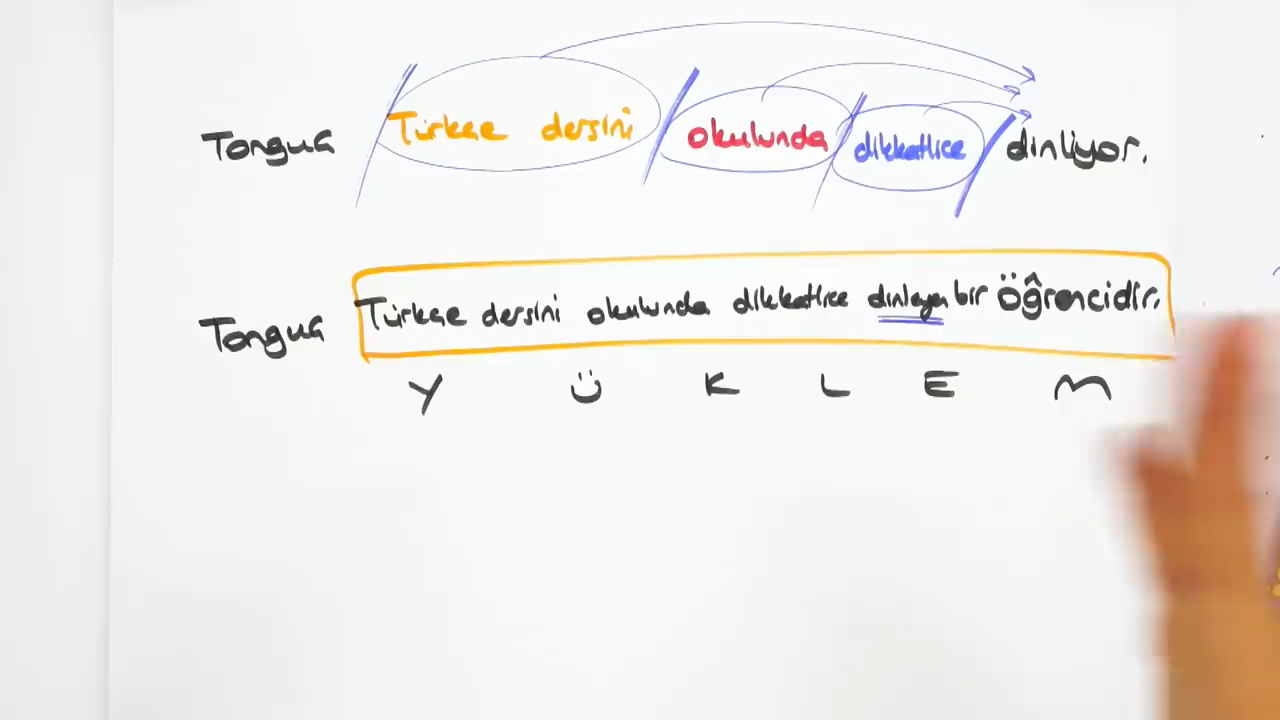 Tonguç Türkçe dersini okulunda dikkatlice dinliyor.
Tonguç Türkçe dersini okulunda dikkatlice dinleyen bir öğrencidir.
Y Ü K L E M